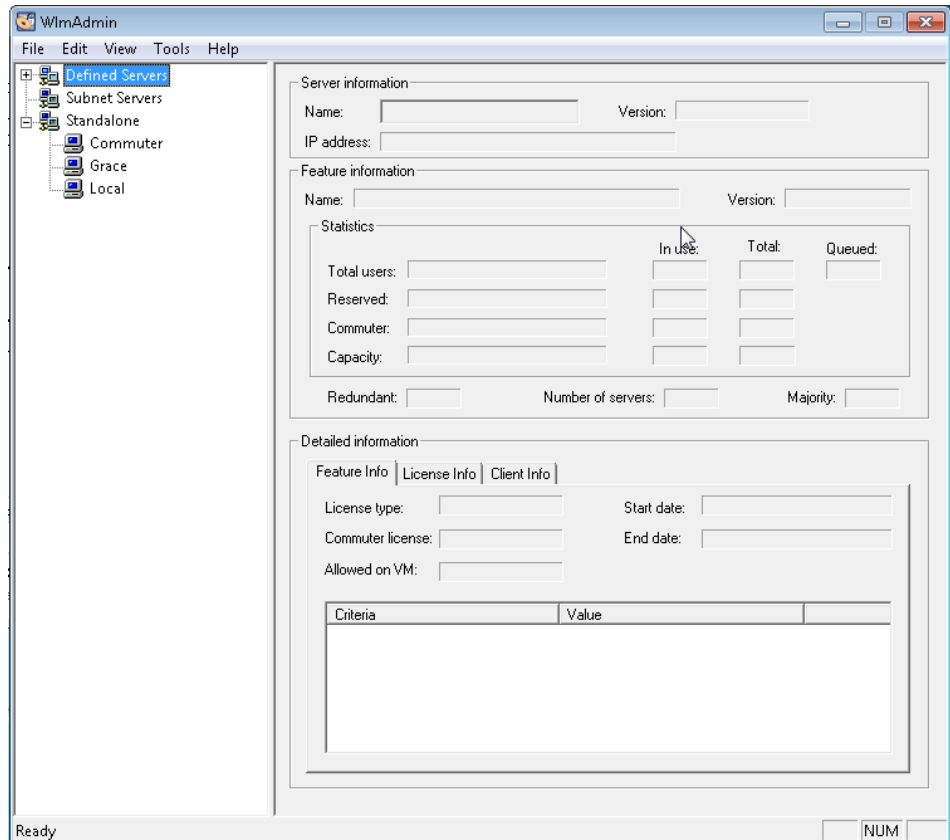 WlmAdmin
File Edit View Tools Help
Defined Servers
Subnet Servers
Standalone
Commuter
Grace
Local
Server information
Name: Version:
IP address:
Feature information
Name: Version:
Statistics
In use: Total: Queued:
Total users:
Reserved:
Commuter:
Capacity:
Redundant: Number of servers: Majority:
Detailed information
Feature Info License Info Client Info
License type: Start date:
Commuter license: End date:
Allowed on VM:
Criteria Value
Ready NUM